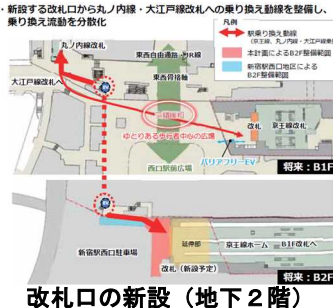 ・新設する改札口から丸ノ内線・大江戸線改札への乗り換え動線を整備し、
乗り換え流動を分散化
凡例
駅乗り換え動線
(京王線、丸ノ内線・大江戸線乗
本計画によるB2F整備範囲
新宿駅西口地区による
B2F整備範囲
丸ノ内線改札
大江戸線改札へ
東西自由通路
東西骨格軸
ゆとりある歩行者中心の広場
改札
京王線改札
バリアフリーEV
西口駅前広場
将来：B1F
新宿駅西口駐車場
延伸部
京王線ホーム
B1F改札へ
改札（新設予定）
将来：B2F
改札口の新設（地下２階）